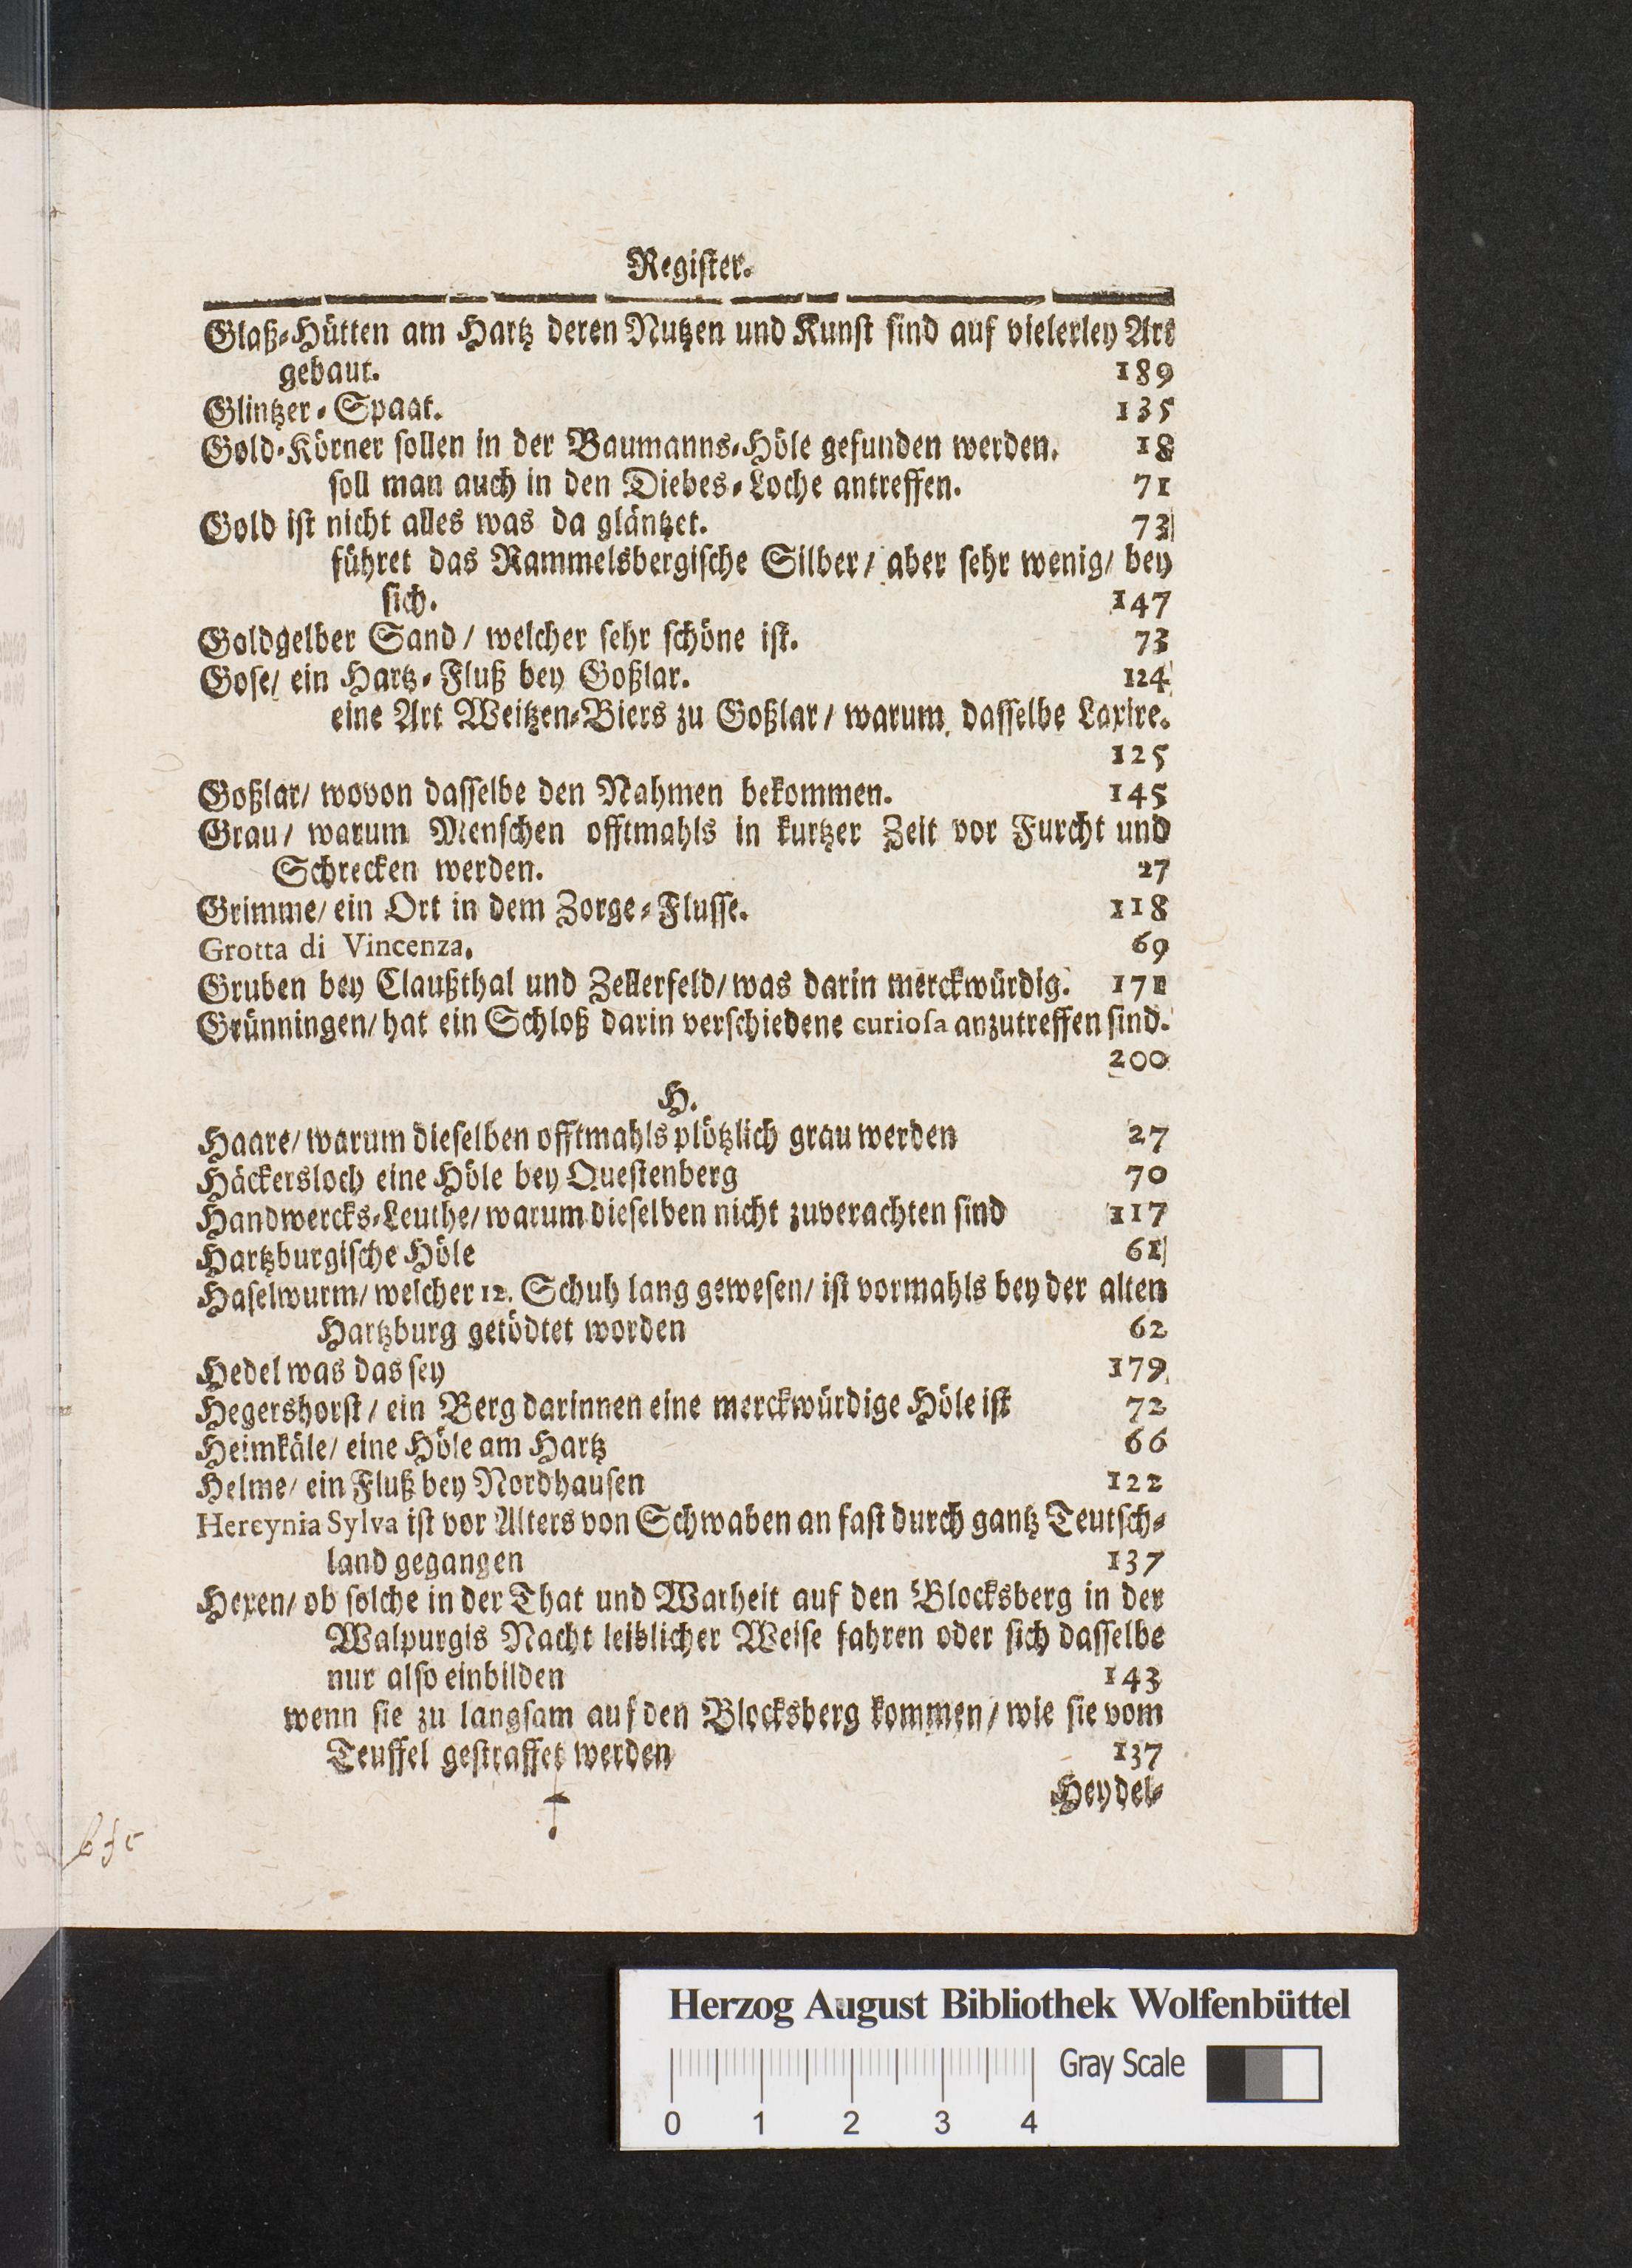 Register.
Glaß-Hütten am Hartz deren Nutzen und Kunst sind auf vielerley Art
gebaut. 189
Glintzer-Spaat. 135
Gold-Körner sollen in der Baumanns-Höle gefunden werden. 18
soll man auch in den Diebes-Loche antreffen. 71
Gold ist nicht alles was da gläntzet. 73
führet das Rammelsbergische Silber/ aber sehr wenig/ bey
sich. 147
Goldgelber Sand/ welcher sehr schöne ist. 73
Gose/ ein Hartz-Fluß bey Goßlar. 124
eine Art Weitzen-Biers zu Goßlar/ warum dasselbe Laxire.
125
Goßlar/ wovon dasselbe den Nahmen bekommen. 145
Grau/ warum Menschen offtmahls in kurtzer Zeit vor Furcht und
Schrecken werden. 27
Grimme/ ein Ort in dem Zorge-Flusse. 118
Grotta di Vincenza. 69
Gruben bey Claußthal und Zellerfeld/ was darin merckwürdig. 171
Grünningen/ hat ein Schloß darin verschiedene curiosa anzutreffen sind.
200
H.
Haare/ warum dieselben offtmahls plötzlich grau werden 27
Häckersloch eine Höle bey Questenberg 70
Handwercks-Leuthe/ warum dieselben nicht zuverachten sind 117
Hartzburgische Höle 61
Haselwurm/ welcher 12. Schuh lang gewesen/ ist vormahls bey der alten
Hartzburg getödtet worden 62
Hedel was das sey 179
Hegershorst/ ein Berg darinnen eine merckwürdige Höle ist 72
Heimkäle/ eine Höle am Hartz 66
Helme/ ein Fluß bey Nordhausen 122
Hercynia Sylva ist vor Alters von Schwaben an fast durch gantz Teutsch-
land gegangen 137
Hexen/ ob solche in der That und Warheit auf den Blocksberg in der
Walpurgis Nacht leiblicher Weise fahren oder sich dasselbe
nur also einbilden 143
wenn sie zu langsam auf den Blocksberg kommen/ wie sie vom
Teuffel gestraffet werden 137
Heydel-
Herzog August Bibliothek Wolfenbüttel
Gray Scale
0 1 2 3 4